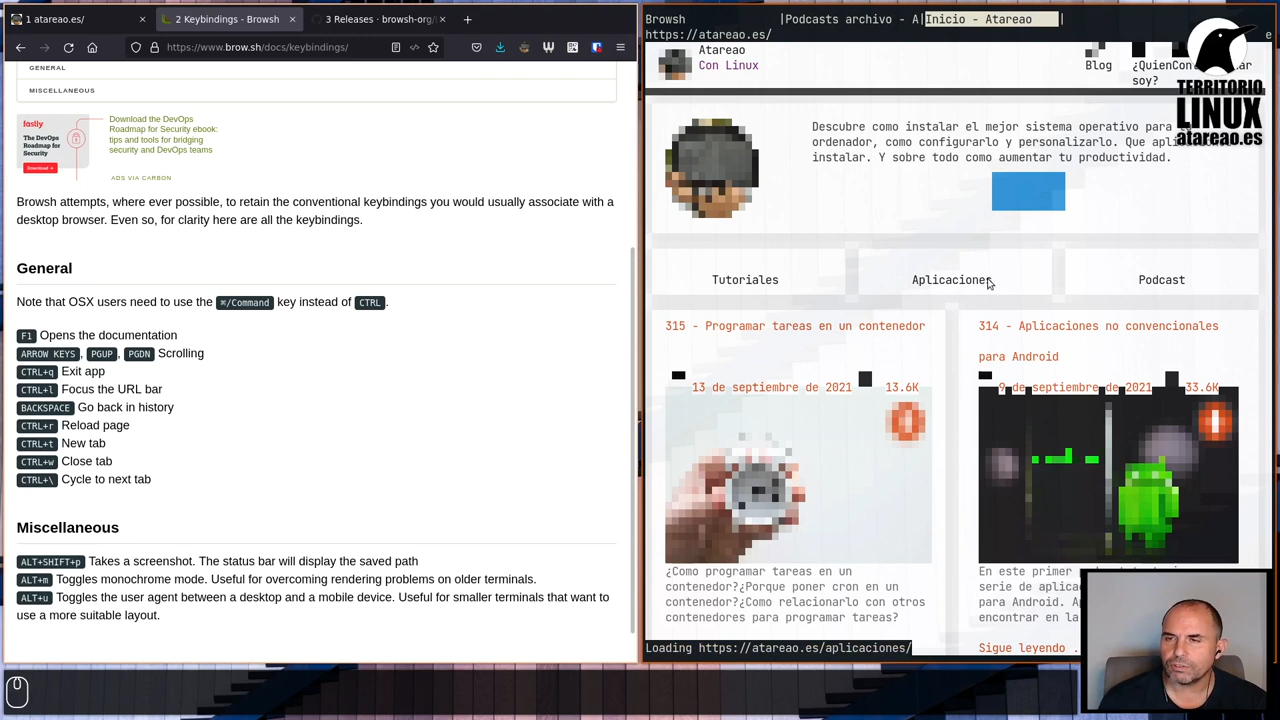 1 atareao.es/
2 Keybindings - Browsh
3 Releases · browsh-org/
https://www.brow.sh/docs/keybindings/
GENERAL
MISCELLANEOUS
fastly
The DevOps
Roadmap for
Security
Download
Download the DevOps
Roadmap for Security ebook:
tips and tools for bridging
security and DevOps teams
ADS VIA CARBON
Browsh attempts, where ever possible, to retain the conventional keybindings you would usually associate with a
desktop browser. Even so, for clarity here are all the keybindings.
General
Note that OSX users need to use the ⌘/Command key instead of CTRL.
F1 Opens the documentation
ARROW KEYS, PGUP, PGDN Scrolling
CTRL+q Exit app
CTRL+l Focus the URL bar
BACKSPACE Go back in history
CTRL+r Reload page
CTRL+t New tab
CTRL+w Close tab
CTRL+\ Cycle to next tab
Miscellaneous
ALT+SHIFT+p Takes a screenshot. The status bar will display the saved path
ALT+m Toggles monochrome mode. Useful for overcoming rendering problems on older terminals.
ALT+u Toggles the user agent between a desktop and a mobile device. Useful for smaller terminals that want to
use a more suitable layout.
Browsh |Podcasts archivo - A|Inicio - Atareao |
https://atareao.es/ e
Atareao
Con Linux
Blog ¿Quien
soy?
TERRITORIO
LINUX
atareao.es
Descubre como instalar el mejor sistema operativo para
ordenador, como configurarlo y personalizarlo. Que
instalar. Y sobre todo como aumentar tu productividad.
Tutoriales
Aplicaciones
Podcast
315 - Programar tareas en un contenedor
13 de septiembre de 2021 13.6K
¿Como programar tareas en un
contenedor?¿Porque poner cron en un
contenedor?¿Como relacionarlo con otros
contenedores para programar tareas?
314 - Aplicaciones no convencionales
para Android
9 de septiembre de 2021 33.6K
En este primer
serie de
para Android.
encontrar en la
Sigue leyendo .
Loading https://atareao.es/aplicaciones/